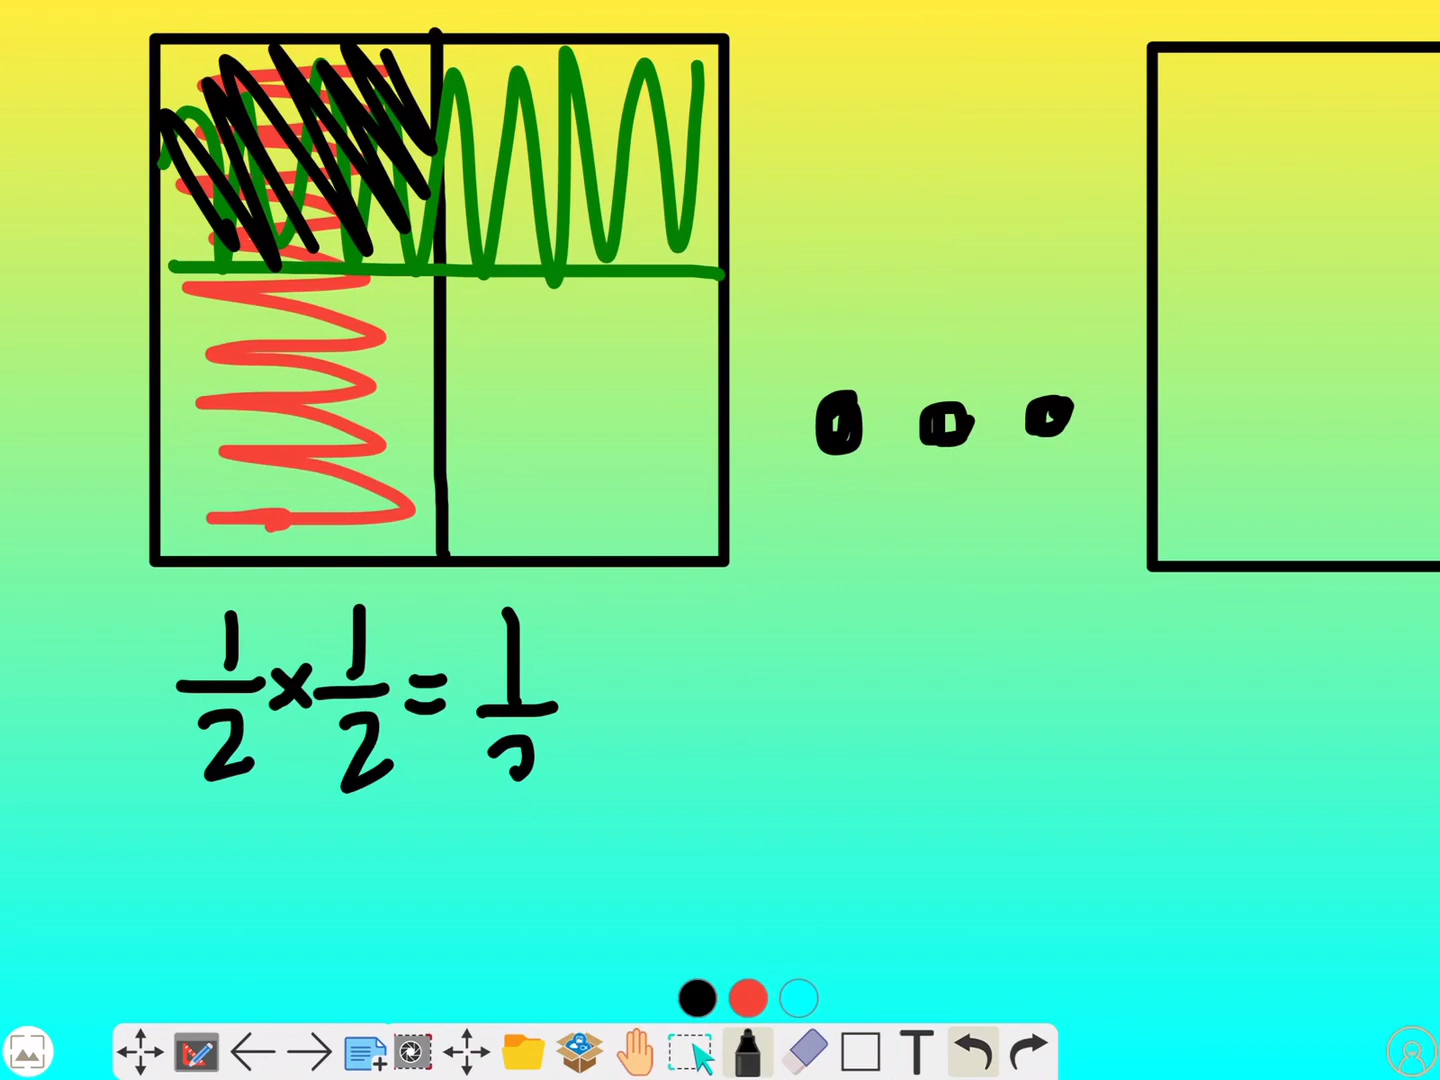 1/2 × 1/2 = 1/
T